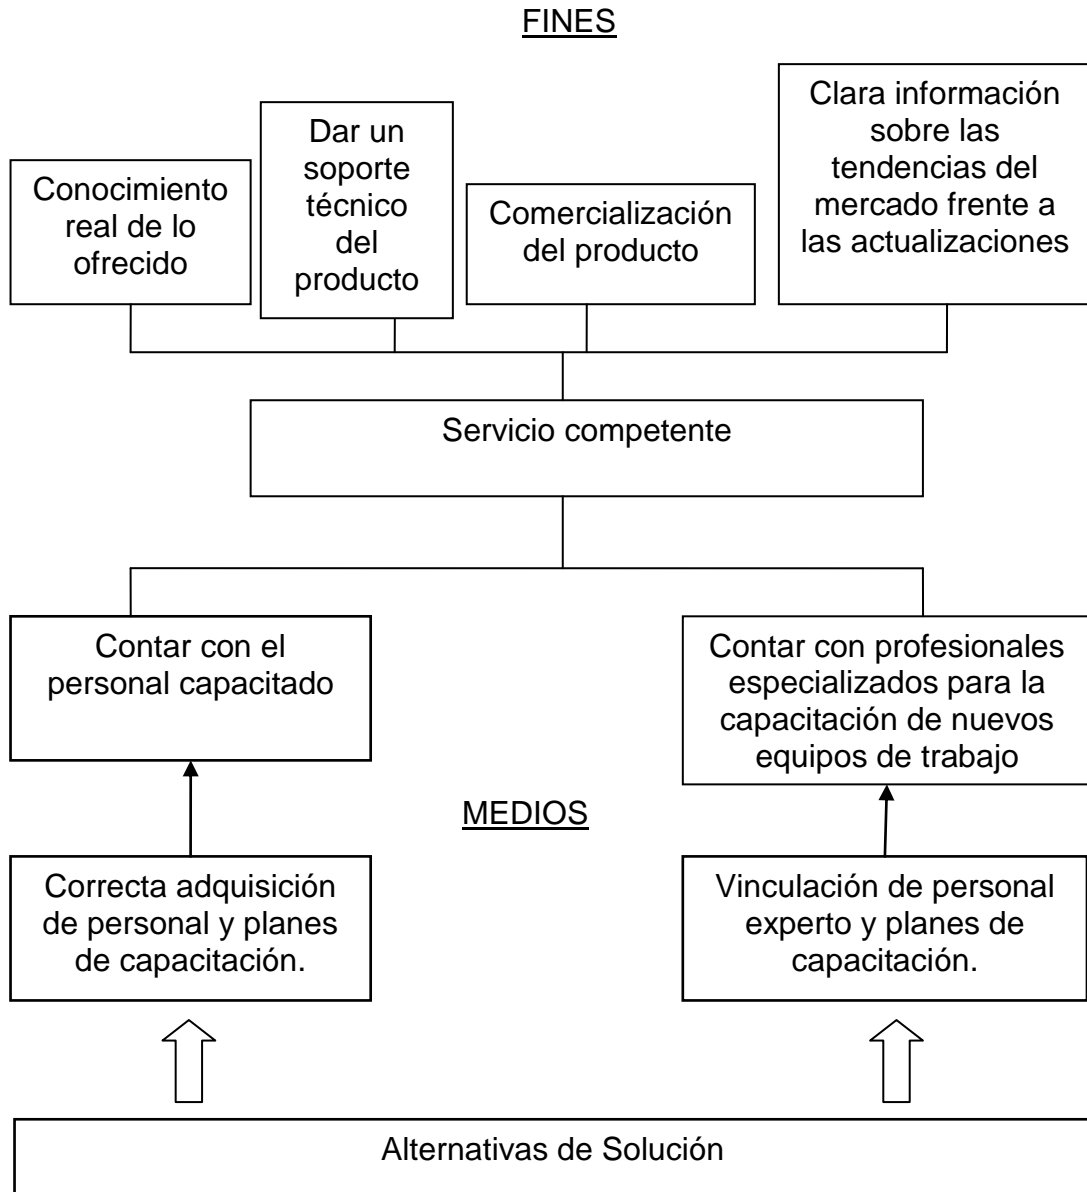 FINES
Conocimiento
real de lo
ofrecido
Dar un
soporte
técnico
del
producto
Comercialización
del producto
Clara información
sobre las
tendencias del
mercado frente a
las actualizaciones
Servicio competente
Contar con el
personal capacitado
Contar con profesionales
especializados para la
capacitación de nuevos
equipos de trabajo
MEDIOS
Correcta adquisición
de personal y planes
de capacitación.
Vinculación de personal
experto y planes de
capacitación.
Alternativas de Solución